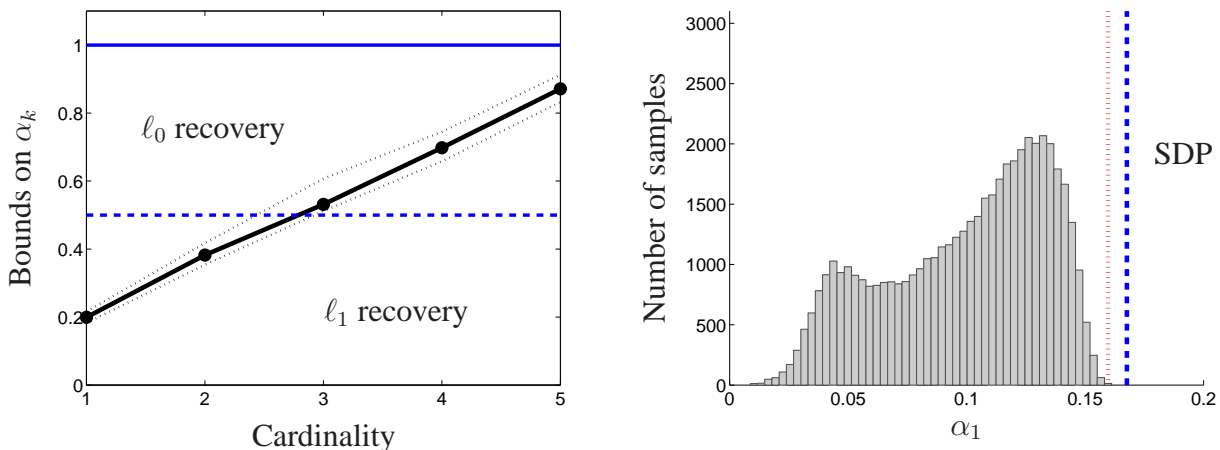 Bounds on αk
1
0.8
0.6
0.4
0.2
0
ℓ0 recovery
ℓ1 recovery
1 2 3 4 5
Cardinality
Number of samples
3000
2500
2000
1500
1000
500
0
SDP
0 0.05 0.1 0.15 0.2
α1